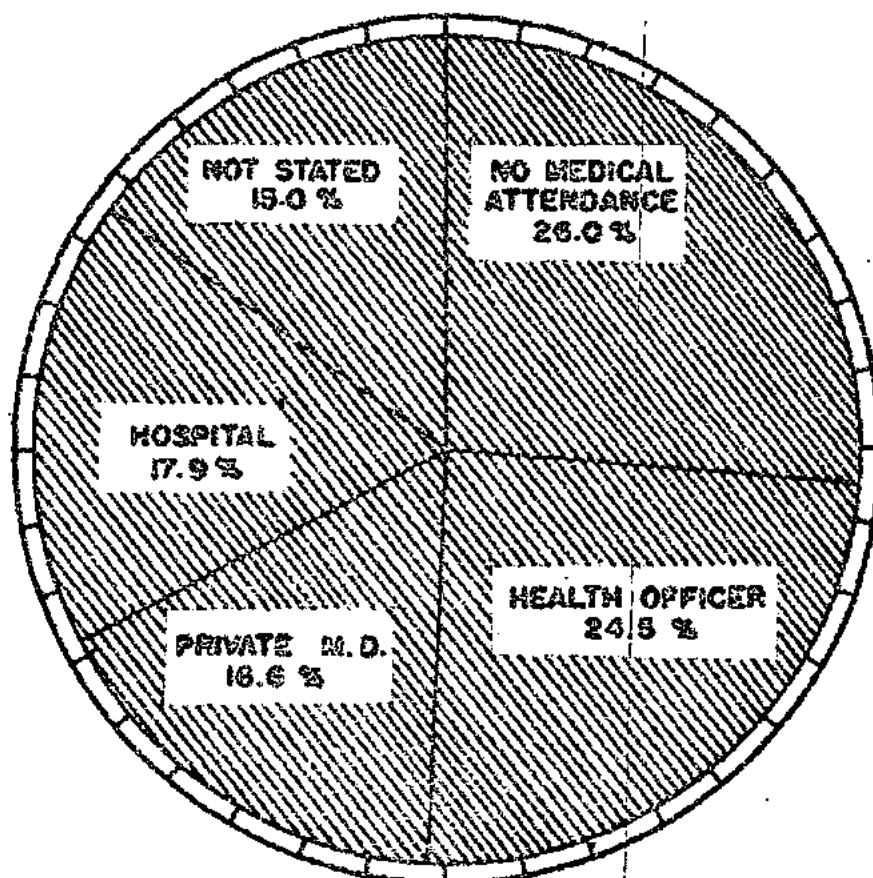 NOT STATED
15.0 %
NO MEDICAL
ATTENDANCE
26.0 %
HOSPITAL
17.9 %
HEALTH OFFICER
24.5 %
PRIVATE M.D.
16.6 %